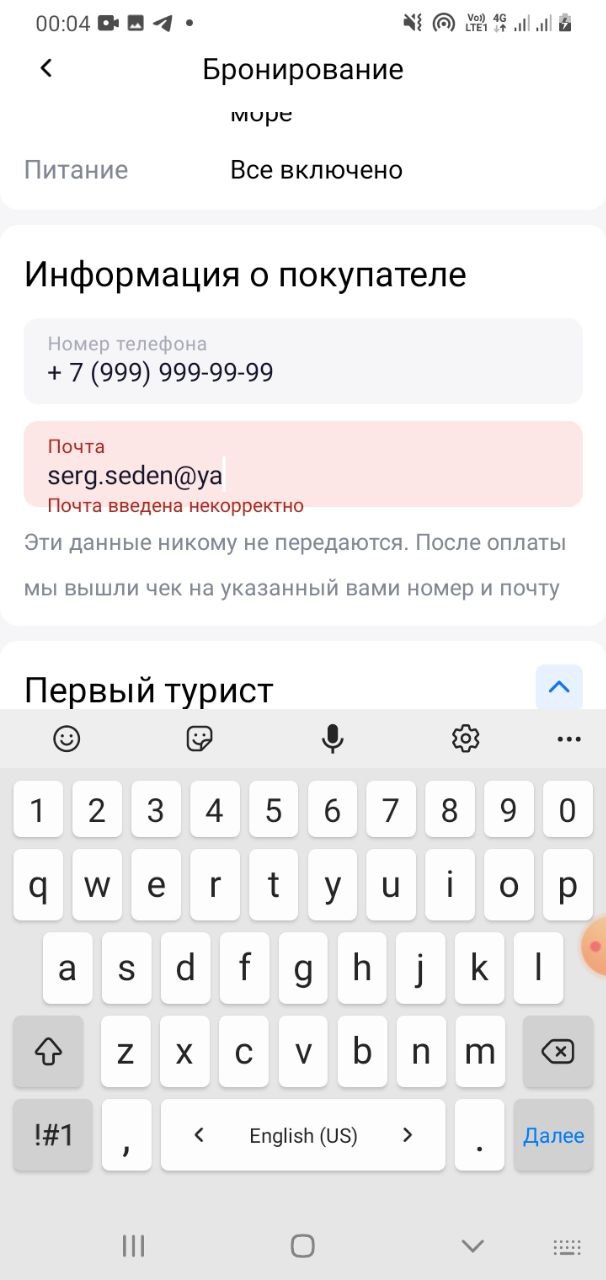 00:04
Vo)) 4G
LTE1
Бронирование
море
Питание Все включено
Информация о покупателе
Номер телефона
+ 7 (999) 999-99-99
Почта
serg.seden@ya
Почта введена некорректно
Эти данные никому не передаются. После оплаты
мы вышли чек на указанный вами номер и почту
Первый турист
1 2 3 4 5 6 7 8 9 0
q w e r t y u i o p
a s d f g h j k l
z x c v b n m
!#1 , < English (US) > . Далее